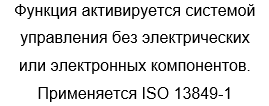 Функция активируется системой
управления без электрических
или электронных компонентов.
Применяется ISO 13849-1